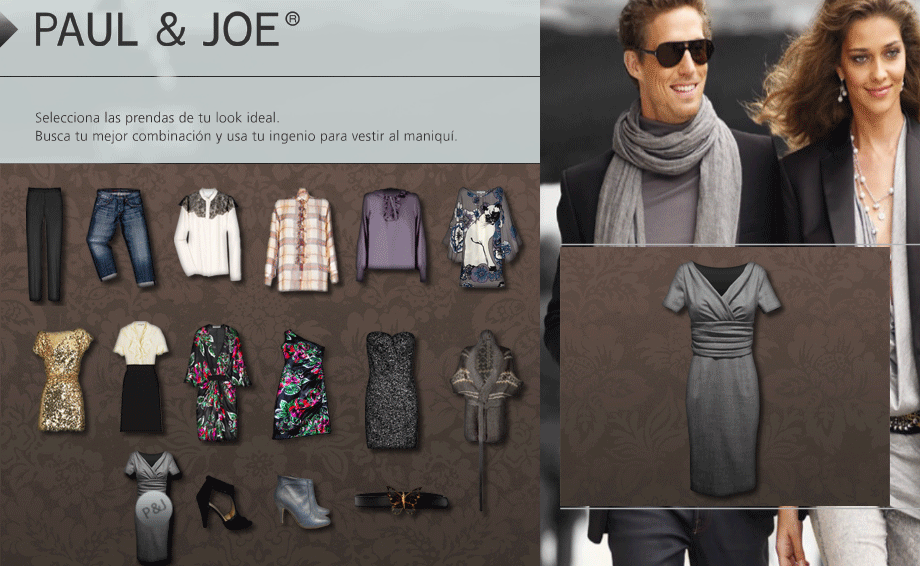 PAUL & JOE®
Selecciona las prendas de tu look ideal.
Busca tu mejor combinación y usa tu ingenio para vestir al maniquí.
P&J